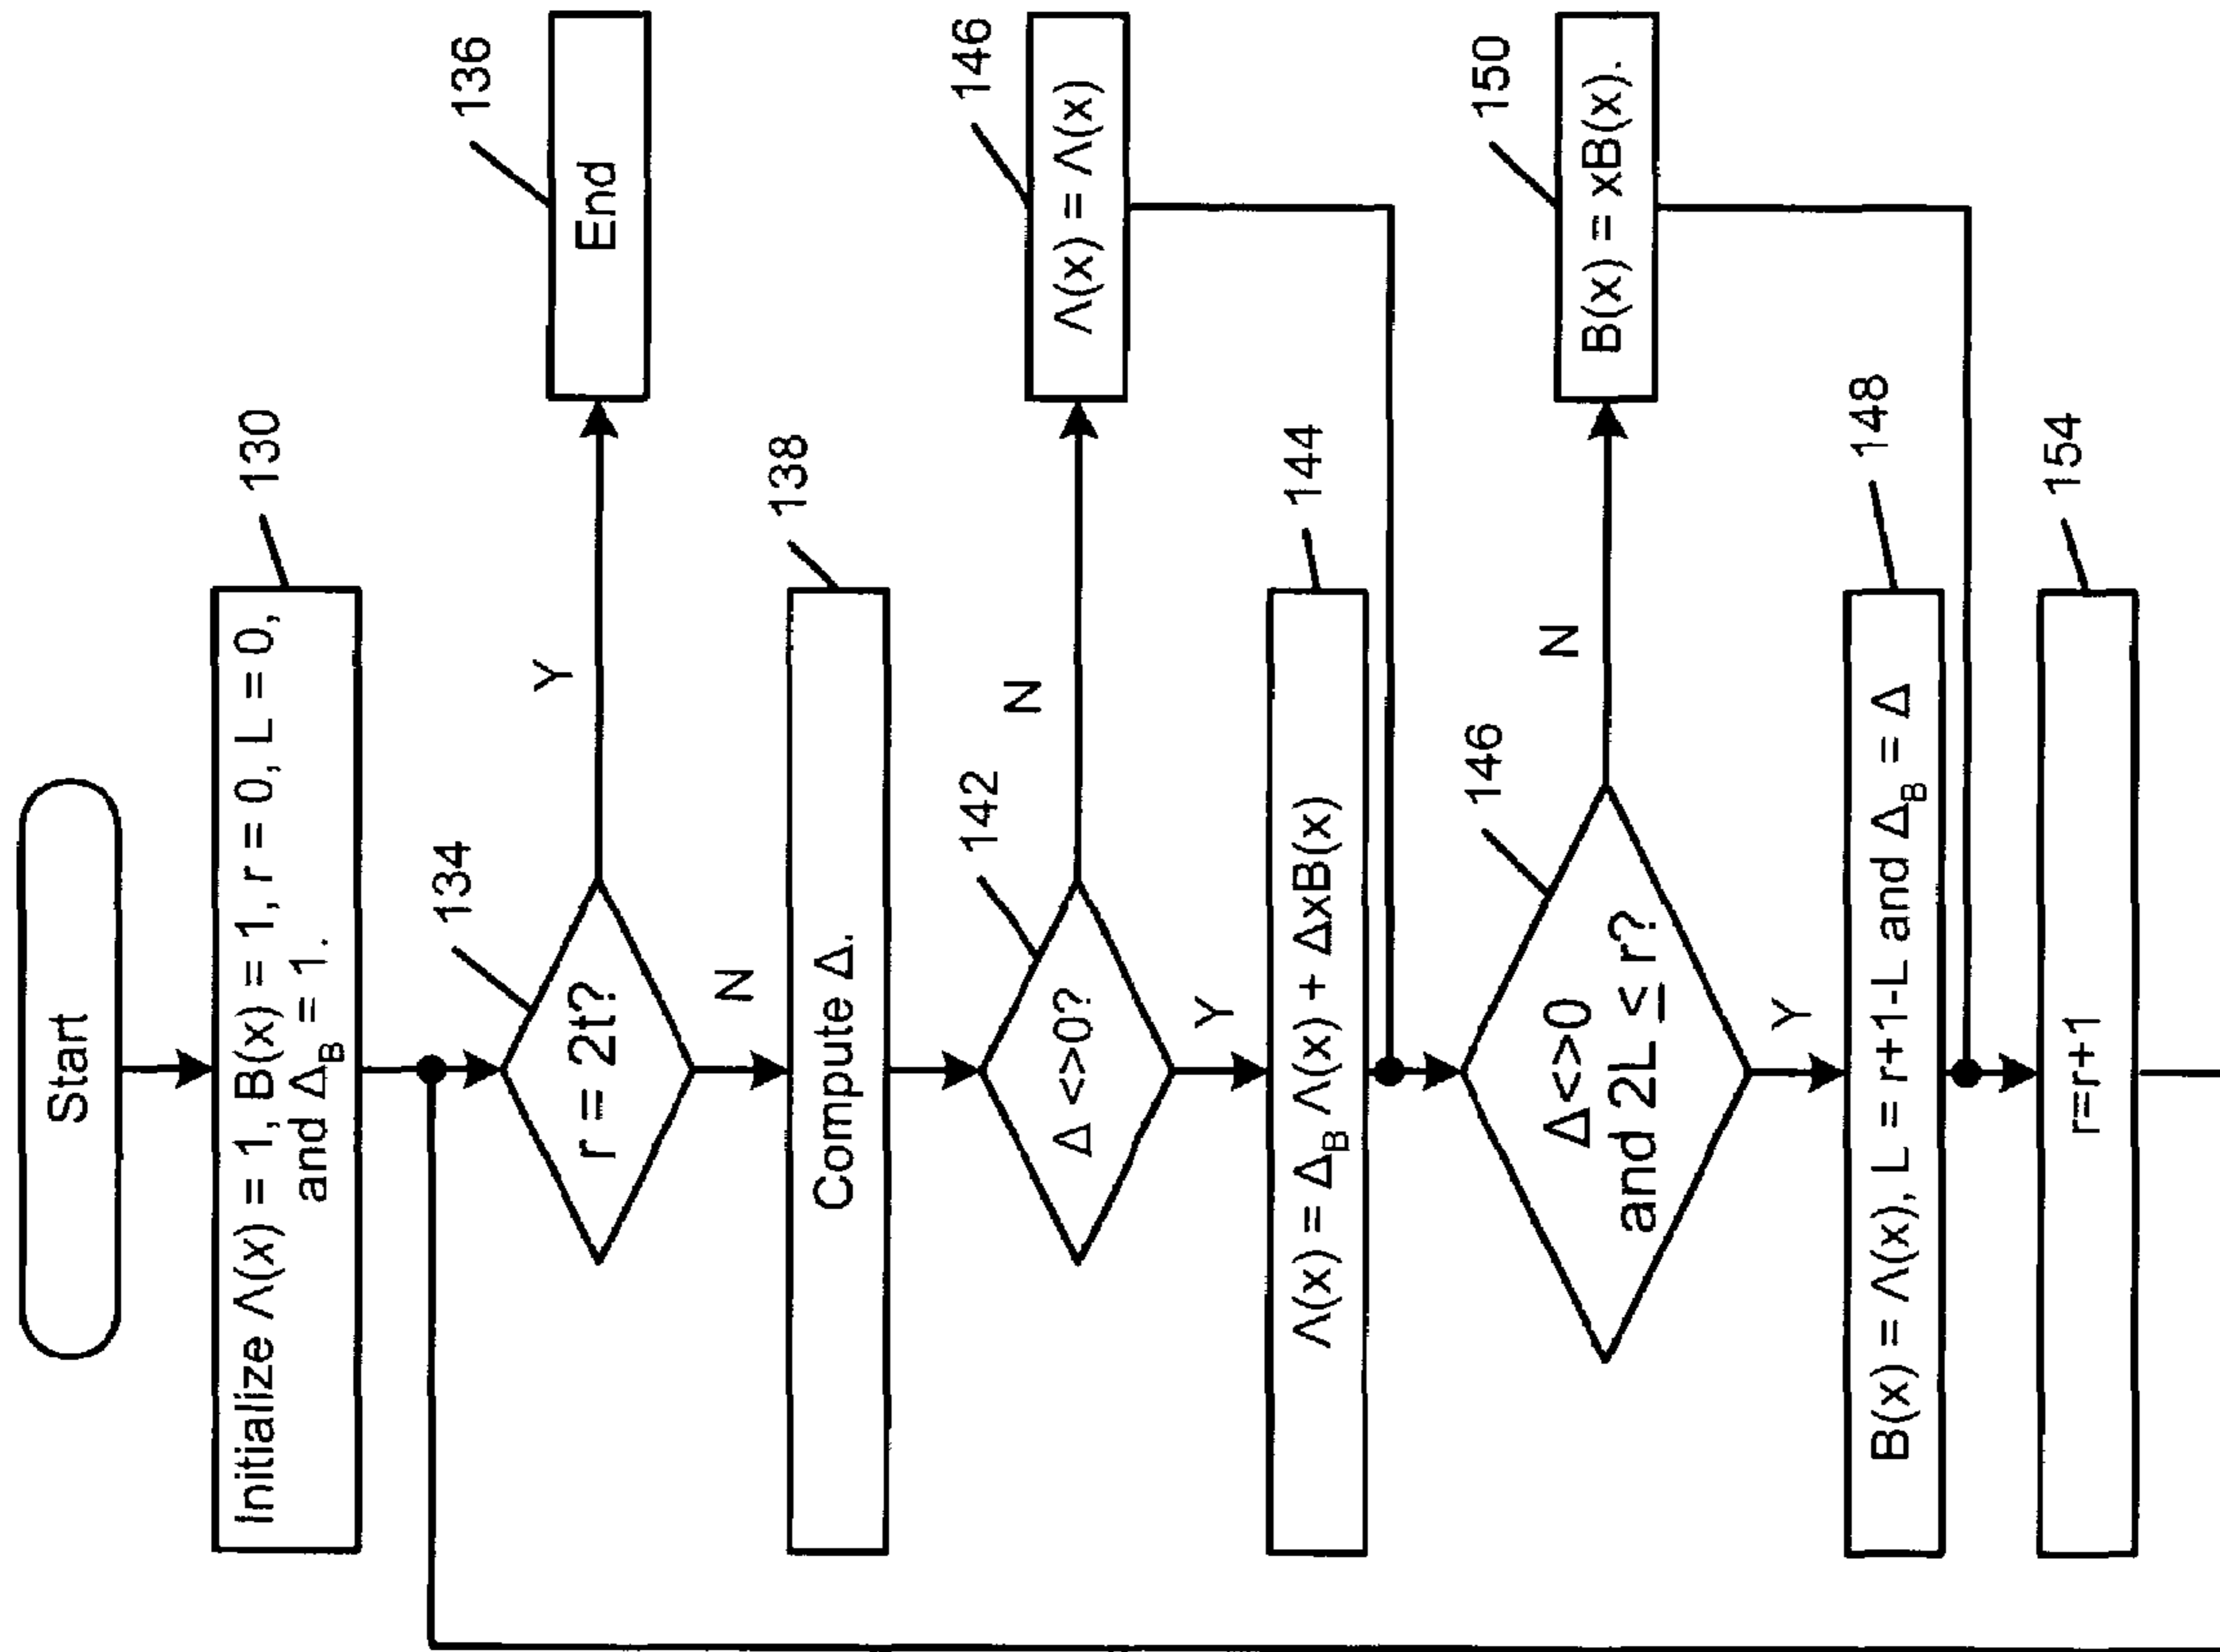 Start
130
Initialize Λ(x) = 1, B(x) = 1, r = 0, L = 0,
and Δ_B = 1.
134
r = 2t?
Y
136
End
N
138
Compute Δ.
142
Δ <>0?
N
146
Λ(x) = Λ(x)
Y
144
Λ(x) = Δ_B Λ(x) + ΔxB(x)
146
Δ<>0
and 2L ≤ r?
N
150
B(x) = xB(x).
Y
148
B(x) = Λ(x), L = r+1-L and Δ_B = Δ
154
r=r+1